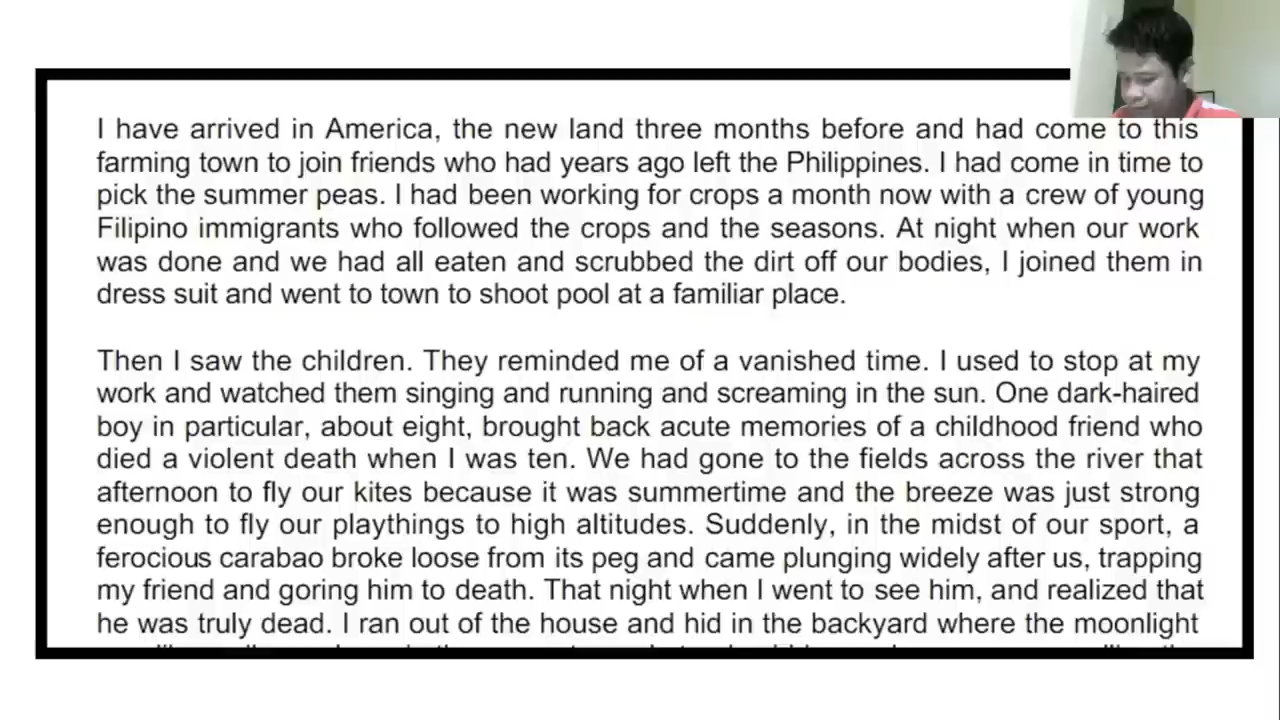 I have arrived in America, the new land three months before and had come to this
farming town to join friends who had years ago left the Philippines. I had come in time to
pick the summer peas. I had been working for crops a month now with a crew of young
Filipino immigrants who followed the crops and the seasons. At night when our work
was done and we had all eaten and scrubbed the dirt off our bodies, I joined them in
dress suit and went to town to shoot pool at a familiar place.
Then I saw the children. They reminded me of a vanished time. I used to stop at my
work and watched them singing and running and screaming in the sun. One dark-haired
boy in particular, about eight, brought back acute memories of a childhood friend who
died a violent death when I was ten. We had gone to the fields across the river that
afternoon to fly our kites because it was summertime and the breeze was just strong
enough to fly our playthings to high altitudes. Suddenly, in the midst of our sport, a
ferocious carabao broke loose from its peg and came plunging widely after us, trapping
my friend and goring him to death. That night when I went to see him, and realized that
he was truly dead. I ran out of the house and hid in the backyard where the moonlight